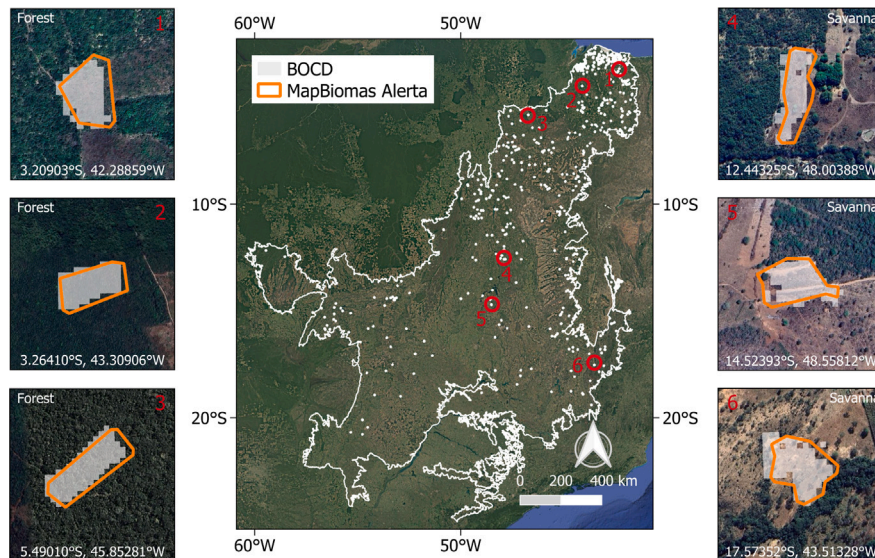 Forest
1
3.20903°S, 42.28859°W
Forest
2
3.26410°S, 43.30906°W
Forest
3
5.49010°S, 45.85281°W
60°W
50°W
BOCD
MapBiomas Alerta
1
2
3
4
5
6
10°S
20°S
0
200
400 km
60°W
50°W
4
Savanna
12.44325°S, 48.00388°W
5
Savanna
14.52393°S, 48.55812°W
6
Savanna
17.57352°S, 43.51328°W